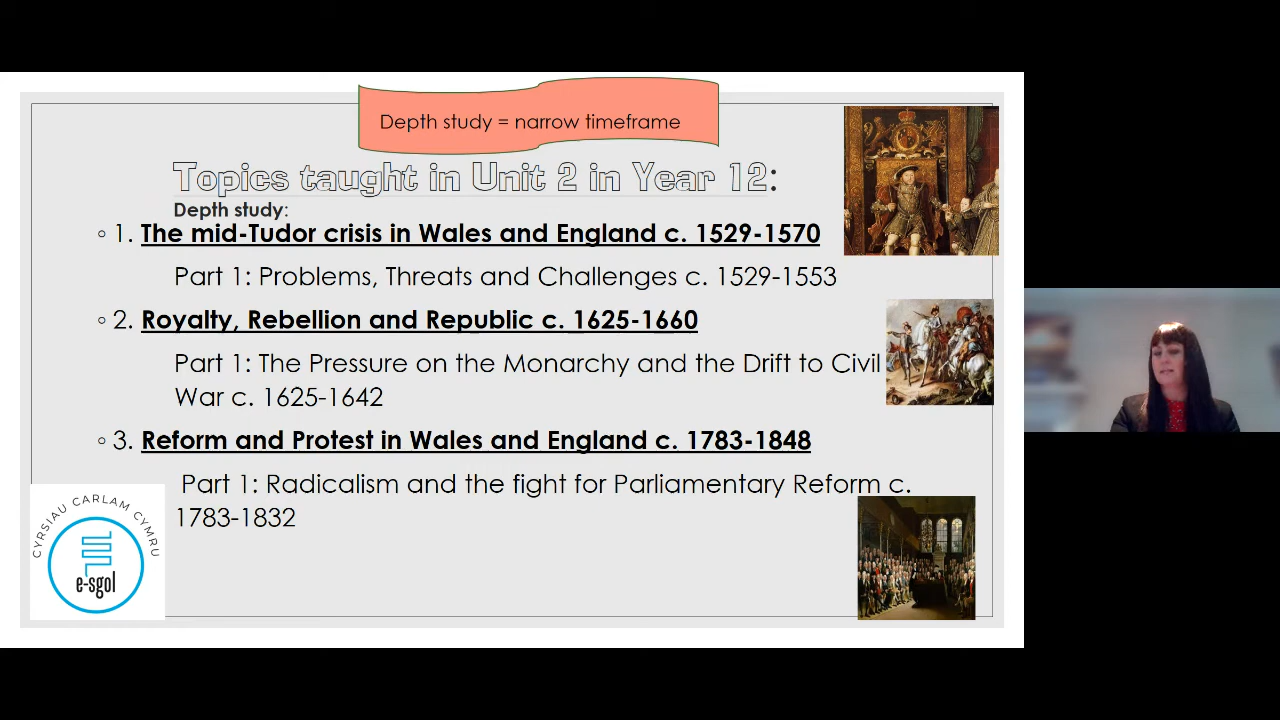 Depth study = narrow timeframe
Topics taught in Unit 2 in Year 12:
Depth study:
◦ 1. The mid-Tudor crisis in Wales and England c. 1529-1570
Part 1: Problems, Threats and Challenges c. 1529-1553
◦ 2. Royalty, Rebellion and Republic c. 1625-1660
Part 1: The Pressure on the Monarchy and the Drift to Civil
War c. 1625-1642
◦ 3. Reform and Protest in Wales and England c. 1783-1848
Part 1: Radicalism and the fight for Parliamentary Reform c.
1783-1832
CYRSIAU CARLAM CYMRU
e-sgol